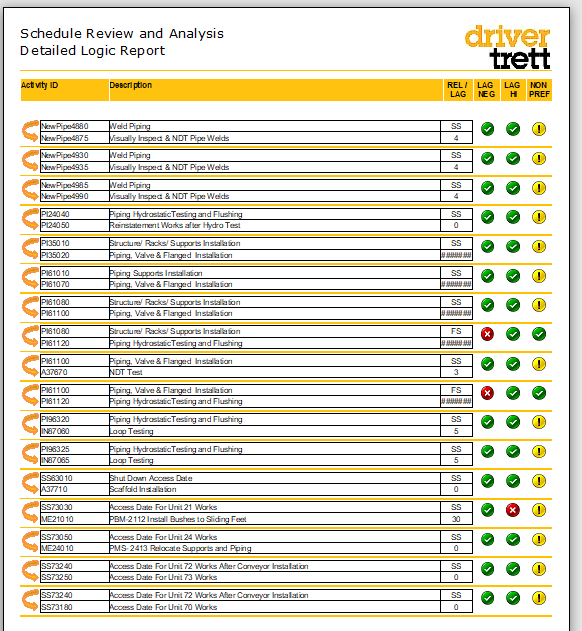 Schedule Review and Analysis
Detailed Logic Report
driver
trett
Activity ID Description REL / LAG LAG NEG LAG HI NON PREF
NewPipe4880 Weld Piping SS
NewPipe4875 Visually Inspect & NDT Pipe Welds 4
NewPipe4930 Weld Piping SS
NewPipe4935 Visually Inspect & NDT Pipe Welds 4
NewPipe4985 Weld Piping SS
NewPipe4990 Visually Inspect & NDT Pipe Welds 4
PI24040 Piping HydrostaticTesting and Flushing SS
PI24050 Reinstatement Works after Hydro Test 0
PI35010 Structure/ Racks/ Supports Installation SS
PI35020 Piping, Valve & Flanged Installation ######
PI61010 Piping Supports Installation SS
PI61070 Piping, Valve & Flanged Installation ######
PI61080 Structure/ Racks/ Supports Installation SS
PI61100 Piping, Valve & Flanged Installation ######
PI61080 Structure/ Racks/ Supports Installation FS
PI61120 Piping HydrostaticTesting and Flushing ######
PI61100 Piping, Valve & Flanged Installation SS
A37670 NDT Test 3
PI61100 Piping, Valve & Flanged Installation FS
PI61120 Piping HydrostaticTesting and Flushing ######
PI96320 Piping HydrostaticTesting and Flushing SS
IN87060 Loop Testing 5
PI96325 Piping HydrostaticTesting and Flushing SS
IN87065 Loop Testing 5
SS63010 Shut Down Access Date SS
A37710 Scaffold Installation 0
SS73030 Access Date For Unit 21 Works SS
ME21010 PBM-2112 Install Bushes to Sliding Feet 30
SS73050 Access Date For Unit 24 Works SS
ME24010 PMS- 2413 Relocate Supports and Piping 0
SS73240 Access Date For Unit 72 Works After Conveyor Installation SS
SS73250 Access Date For Unit 73 Works 0
SS73240 Access Date For Unit 72 Works After Conveyor Installation SS
SS73180 Access Date For Unit 70 Works 0